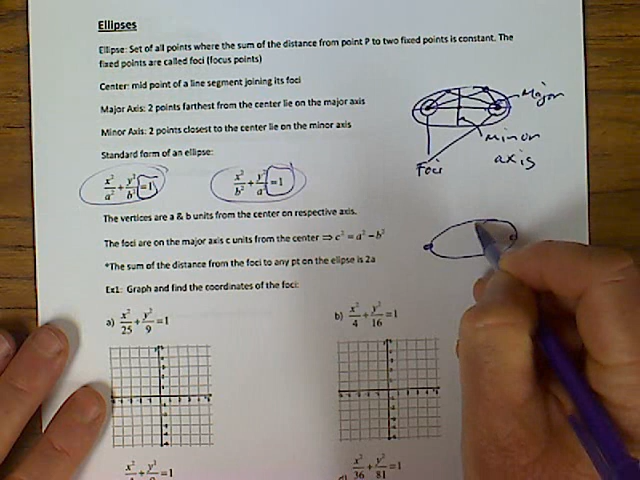 Ellipses
Ellipse: Set of all points where the sum of the distance from point P to two fixed points is constant. The
fixed points are called foci (focus points)
Center: mid point of a line segment joining its foci
Major Axis: 2 points farthest from the center lie on the major axis
Minor Axis: 2 points closest to the center lie on the minor axis
Major
Minor
axis
Foci
Standard form of an ellipse:
x²/a² + y²/b² = 1 x²/b² + y²/a² = 1
The vertices are a & b units from the center on respective axis.
The foci are on the major axis c units from the center ⇒ c² = a² − b²
*The sum of the distance from the foci to any pt on the elipse is 2a
Ex1: Graph and find the coordinates of the foci:
a) x²/25 + y²/9 = 1 b) x²/4 + y²/16 = 1
x²/36 + y²/81 = 1